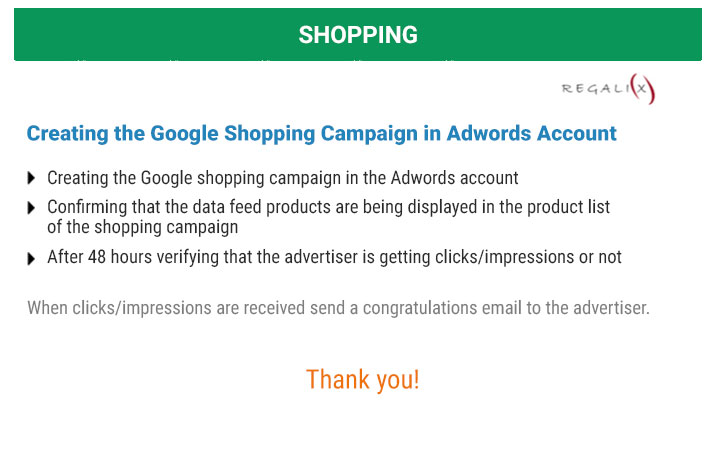 SHOPPING
REGALIX
Creating the Google Shopping Campaign in Adwords Account
Creating the Google shopping campaign in the Adwords account
Confirming that the data feed products are being displayed in the product list
of the shopping campaign
After 48 hours verifying that the advertiser is getting clicks/impressions or not
When clicks/impressions are received send a congratulations email to the advertiser.
Thank you!